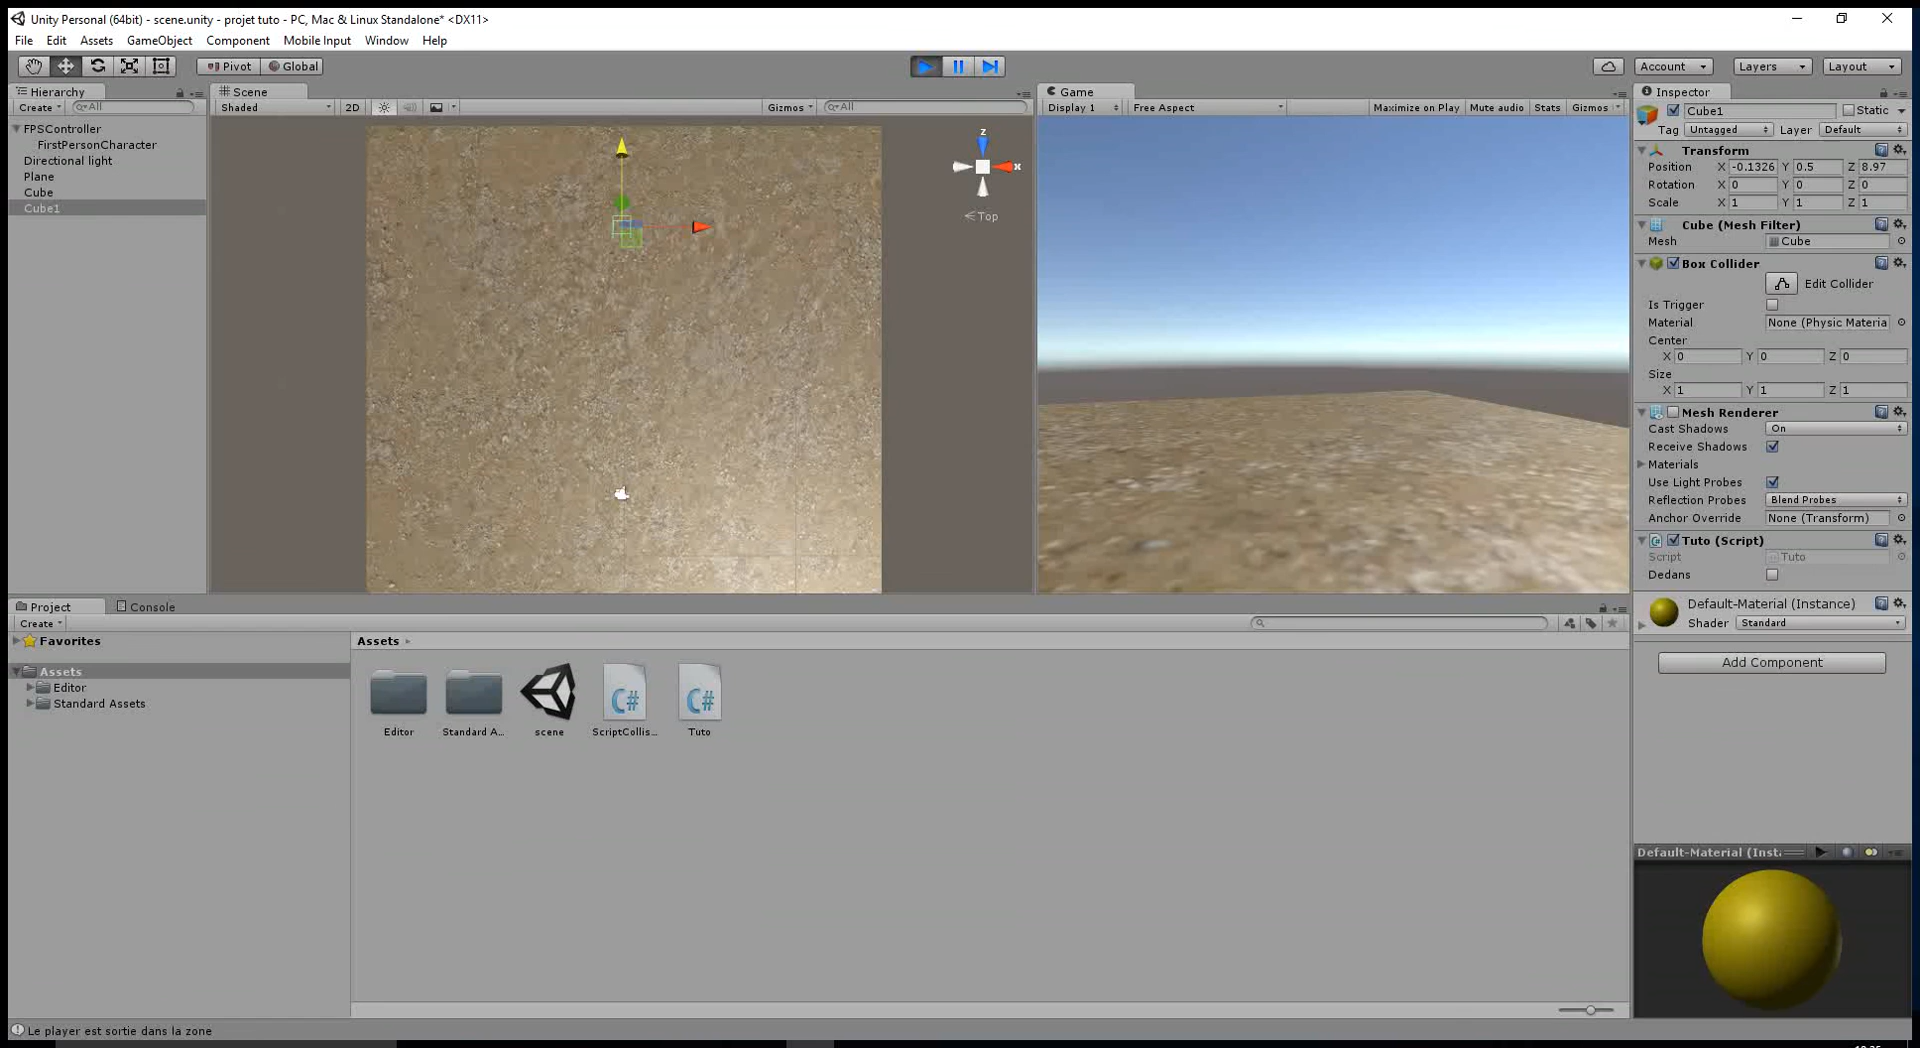 Unity Personal (64bit) - scene.unity - projet tuto - PC, Mac & Linux Standalone* <DX11>
File Edit Assets GameObject Component Mobile Input Window Help
Pivot Global Account Layers Layout
Hierarchy
Create All
FPSController
FirstPersonCharacter
Directional light
Plane
Cube
Cube1
Scene
Shaded 2D Gizmos All
z
x
Top
Game
Display 1 Free Aspect Maximize on Play Mute audio Stats Gizmos
Inspector
Cube1 Static
Tag Untagged Layer Default
Transform
Position X -0.1326 Y 0.5 Z 8.97
Rotation X 0 Y 0 Z 0
Scale X 1 Y 1 Z 1
Cube (Mesh Filter)
Mesh Cube
Box Collider
Edit Collider
Is Trigger
Material None (Physic Materia
Center
X 0 Y 0 Z 0
Size
X 1 Y 1 Z 1
Mesh Renderer
Cast Shadows On
Receive Shadows
Materials
Use Light Probes
Reflection Probes Blend Probes
Anchor Override None (Transform)
C# Tuto (Script)
Script Tuto
Dedans
Default-Material (Instance)
Shader Standard
Add Component
Default-Material (Inst
Project Console
Create
Favorites
Assets
Editor
Standard Assets
Assets
C# C#
Editor Standard A... scene ScriptCollis... Tuto
Le player est sortie dans la zone